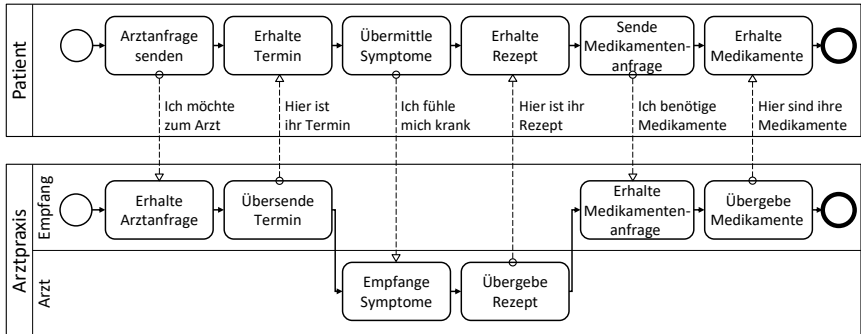 Patient
Arztanfrage
senden
Erhalte
Termin
Übermittle
Symptome
Erhalte
Rezept
Sende
Medikamenten-
anfrage
Erhalte
Medikamente
Ich möchte
zum Arzt
Hier ist
ihr Termin
Ich fühle
mich krank
Hier ist ihr
Rezept
Ich benötige
Medikamente
Hier sind ihre
Medikamente
Arztpraxis
Empfang
Erhalte
Arztanfrage
Übersende
Termin
Erhalte
Medikamenten-
anfrage
Übergebe
Medikamente
Arzt
Empfange
Symptome
Übergebe
Rezept